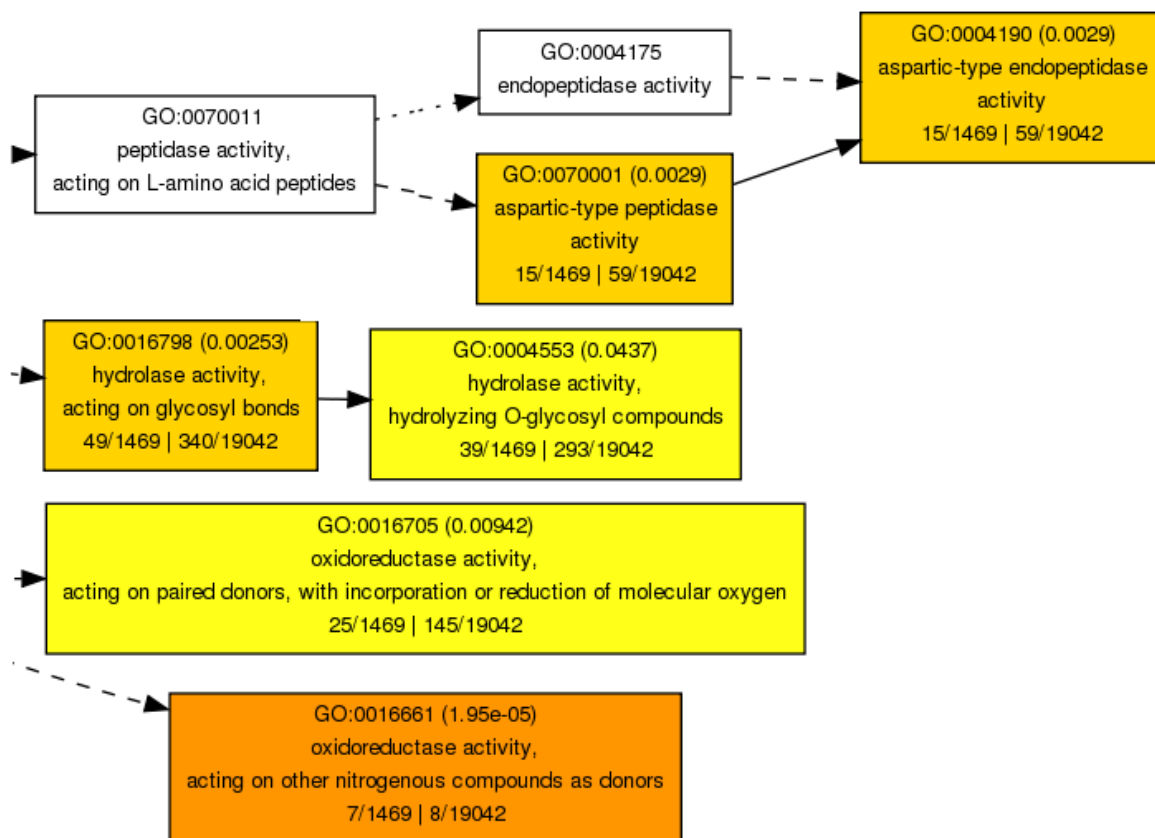 GO:0070011
peptidase activity,
acting on L-amino acid peptides
GO:0004175
endopeptidase activity
GO:0004190 (0.0029)
aspartic-type endopeptidase
activity
15/1469 | 59/19042
GO:0070001 (0.0029)
aspartic-type peptidase
activity
15/1469 | 59/19042
GO:0016798 (0.00253)
hydrolase activity,
acting on glycosyl bonds
49/1469 | 340/19042
GO:0004553 (0.0437)
hydrolase activity,
hydrolyzing O-glycosyl compounds
39/1469 | 293/19042
GO:0016705 (0.00942)
oxidoreductase activity,
acting on paired donors, with incorporation or reduction of molecular oxygen
25/1469 | 145/19042
GO:0016661 (1.95e-05)
oxidoreductase activity,
acting on other nitrogenous compounds as donors
7/1469 | 8/19042